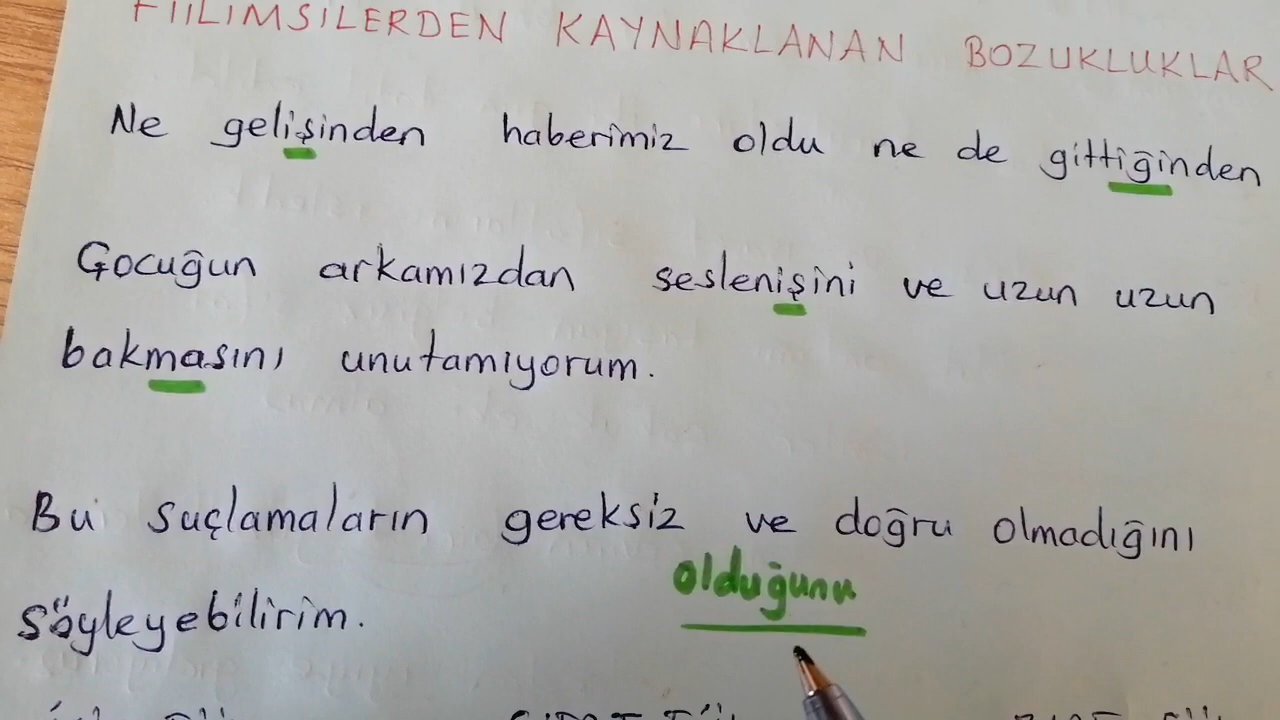 FİİLİMSİLERDEN KAYNAKLANAN BOZUKLUKLAR
Ne gelişinden haberimiz oldu ne de gittiğinden
Çocuğun arkamızdan seslenişini ve uzun uzun
bakmasını unutamıyorum.
Bu suçlamaların gereksiz ve doğru olmadığını
olduğunu
söyleyebilirim.